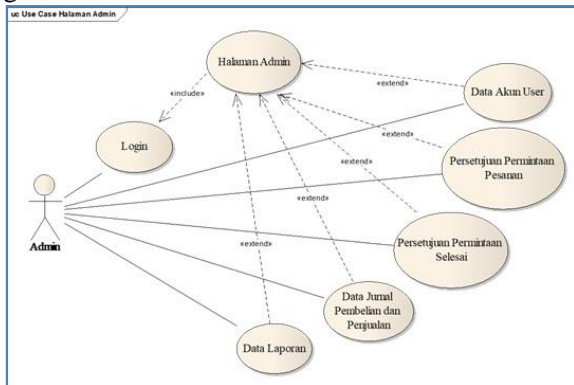 uc Use Case Halaman Admin
Halaman Admin
«include»
«extend»
Data Akun User
«extend»
Login
Persetujuan Permintaan
Pesanan
«extend»
Admin
«extend»
Persetujuan Permintaan
Selesai
«extend»
Data Jurnal
Pembelian dan
Penjualan
Data Laporan